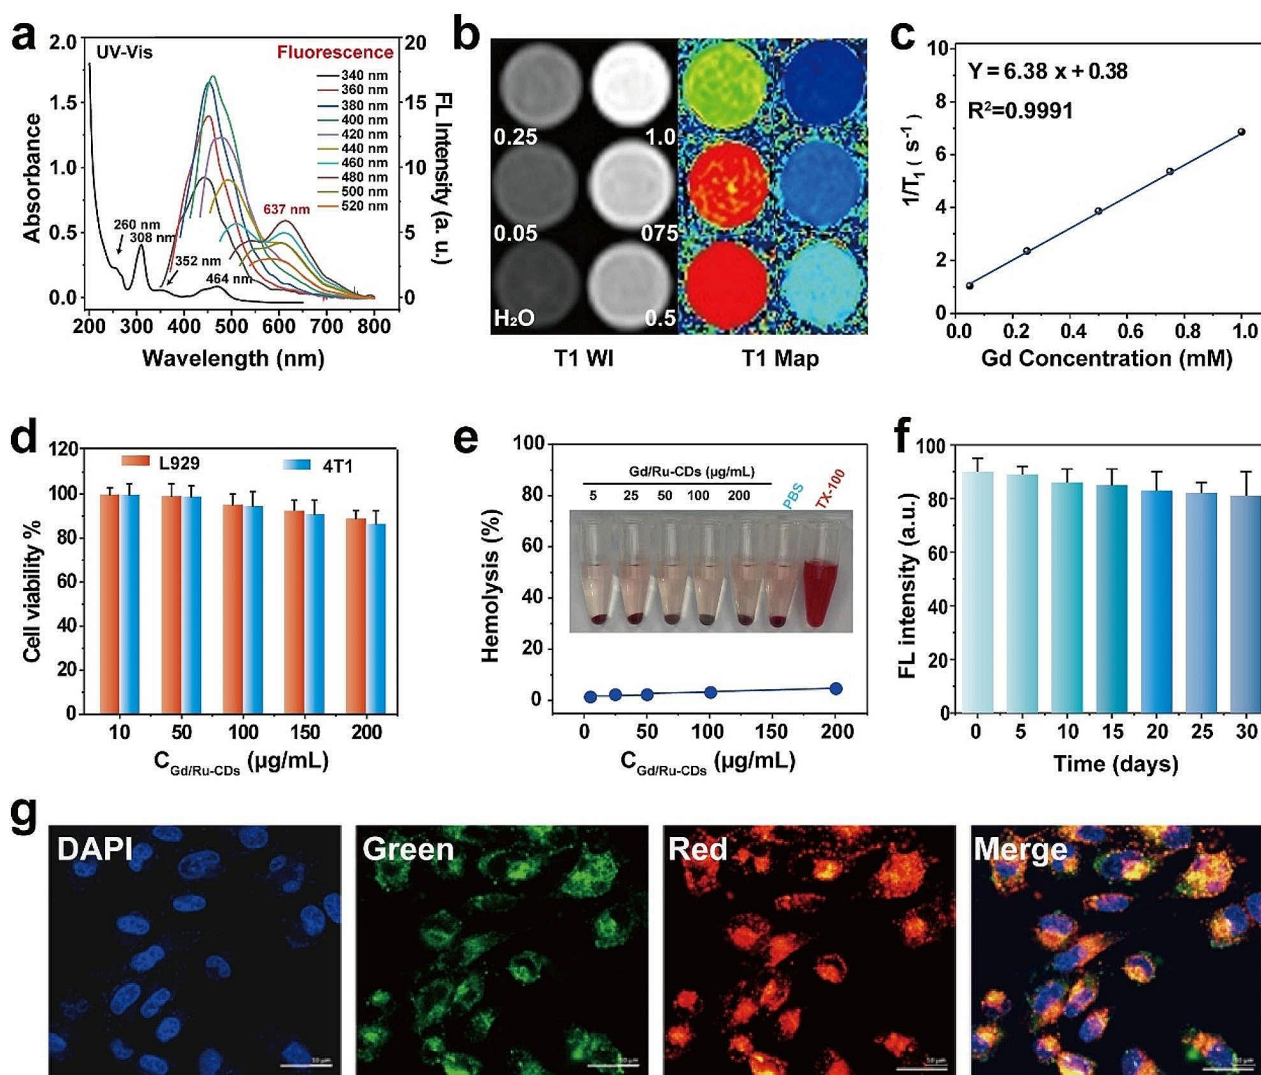 a
UV-Vis
Fluorescence
340 nm
360 nm
380 nm
400 nm
420 nm
440 nm
460 nm
480 nm
500 nm
520 nm
637 nm
260 nm
308 nm
352 nm
464 nm
2.0
1.5
1.0
0.5
0.0
20
15
10
5
0
200 300 400 500 600 700 800
Absorbance
FL Intensity (a. u.)
Wavelength (nm)
b
0.25
1.0
0.05
075
H₂O
0.5
T1 WI
T1 Map
c
Y = 6.38 x + 0.38
R²=0.9991
10
8
6
4
2
0
0.0 0.2 0.4 0.6 0.8 1.0
1/T₁ ( s⁻¹)
Gd Concentration (mM)
d
L929
4T1
120
100
80
60
40
20
0
10 50 100 150 200
Cell viability %
C Gd/Ru-CDs (µg/mL)
e
Gd/Ru-CDs (µg/mL)
5 25 50 100 200
PBS
TX-100
100
80
60
40
20
0
0 50 100 150 200
Hemolysis (%)
C Gd/Ru-CDs (µg/mL)
f
100
80
60
40
20
0
0 5 10 15 20 25 30
FL intensity (a.u.)
Time (days)
g
DAPI
Green
Red
Merge